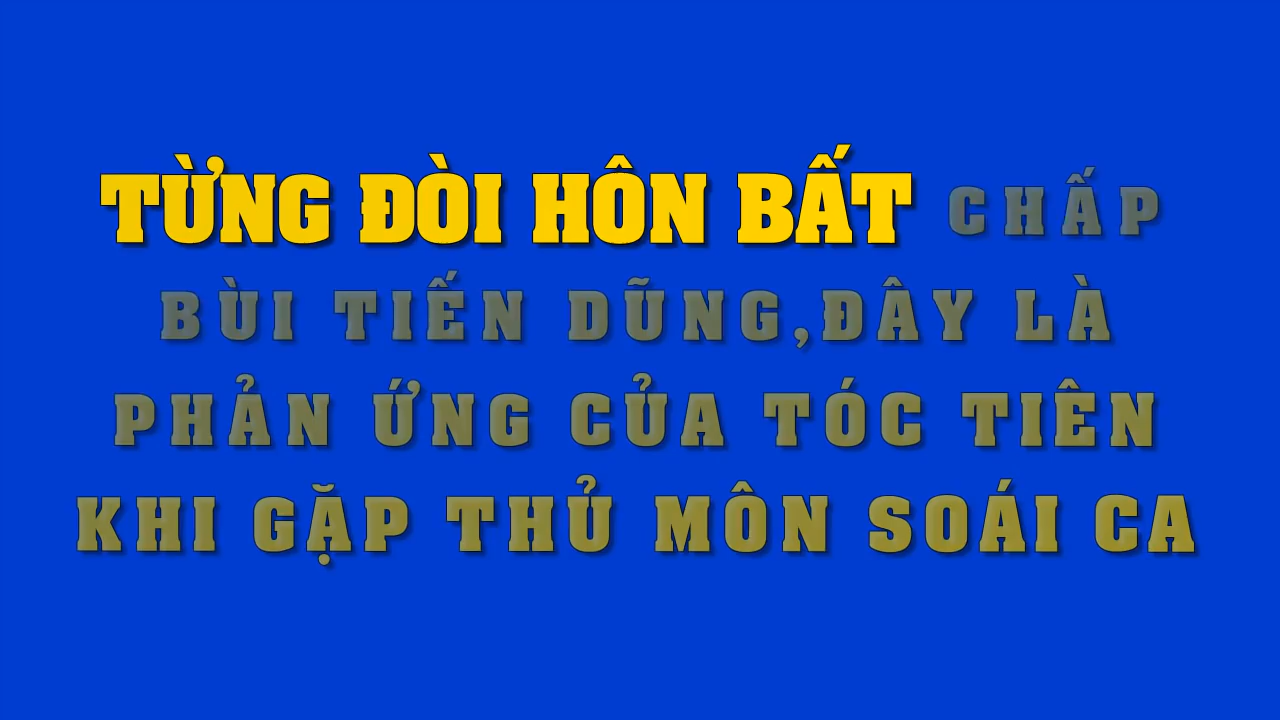 TỪNG ĐÒI HÔN BẤT CHẤP
BÙI TIẾN DŨNG,ĐÂY LÀ
PHẢN ỨNG CỦA TÓC TIÊN
KHI GẶP THỦ MÔN SOÁI CA